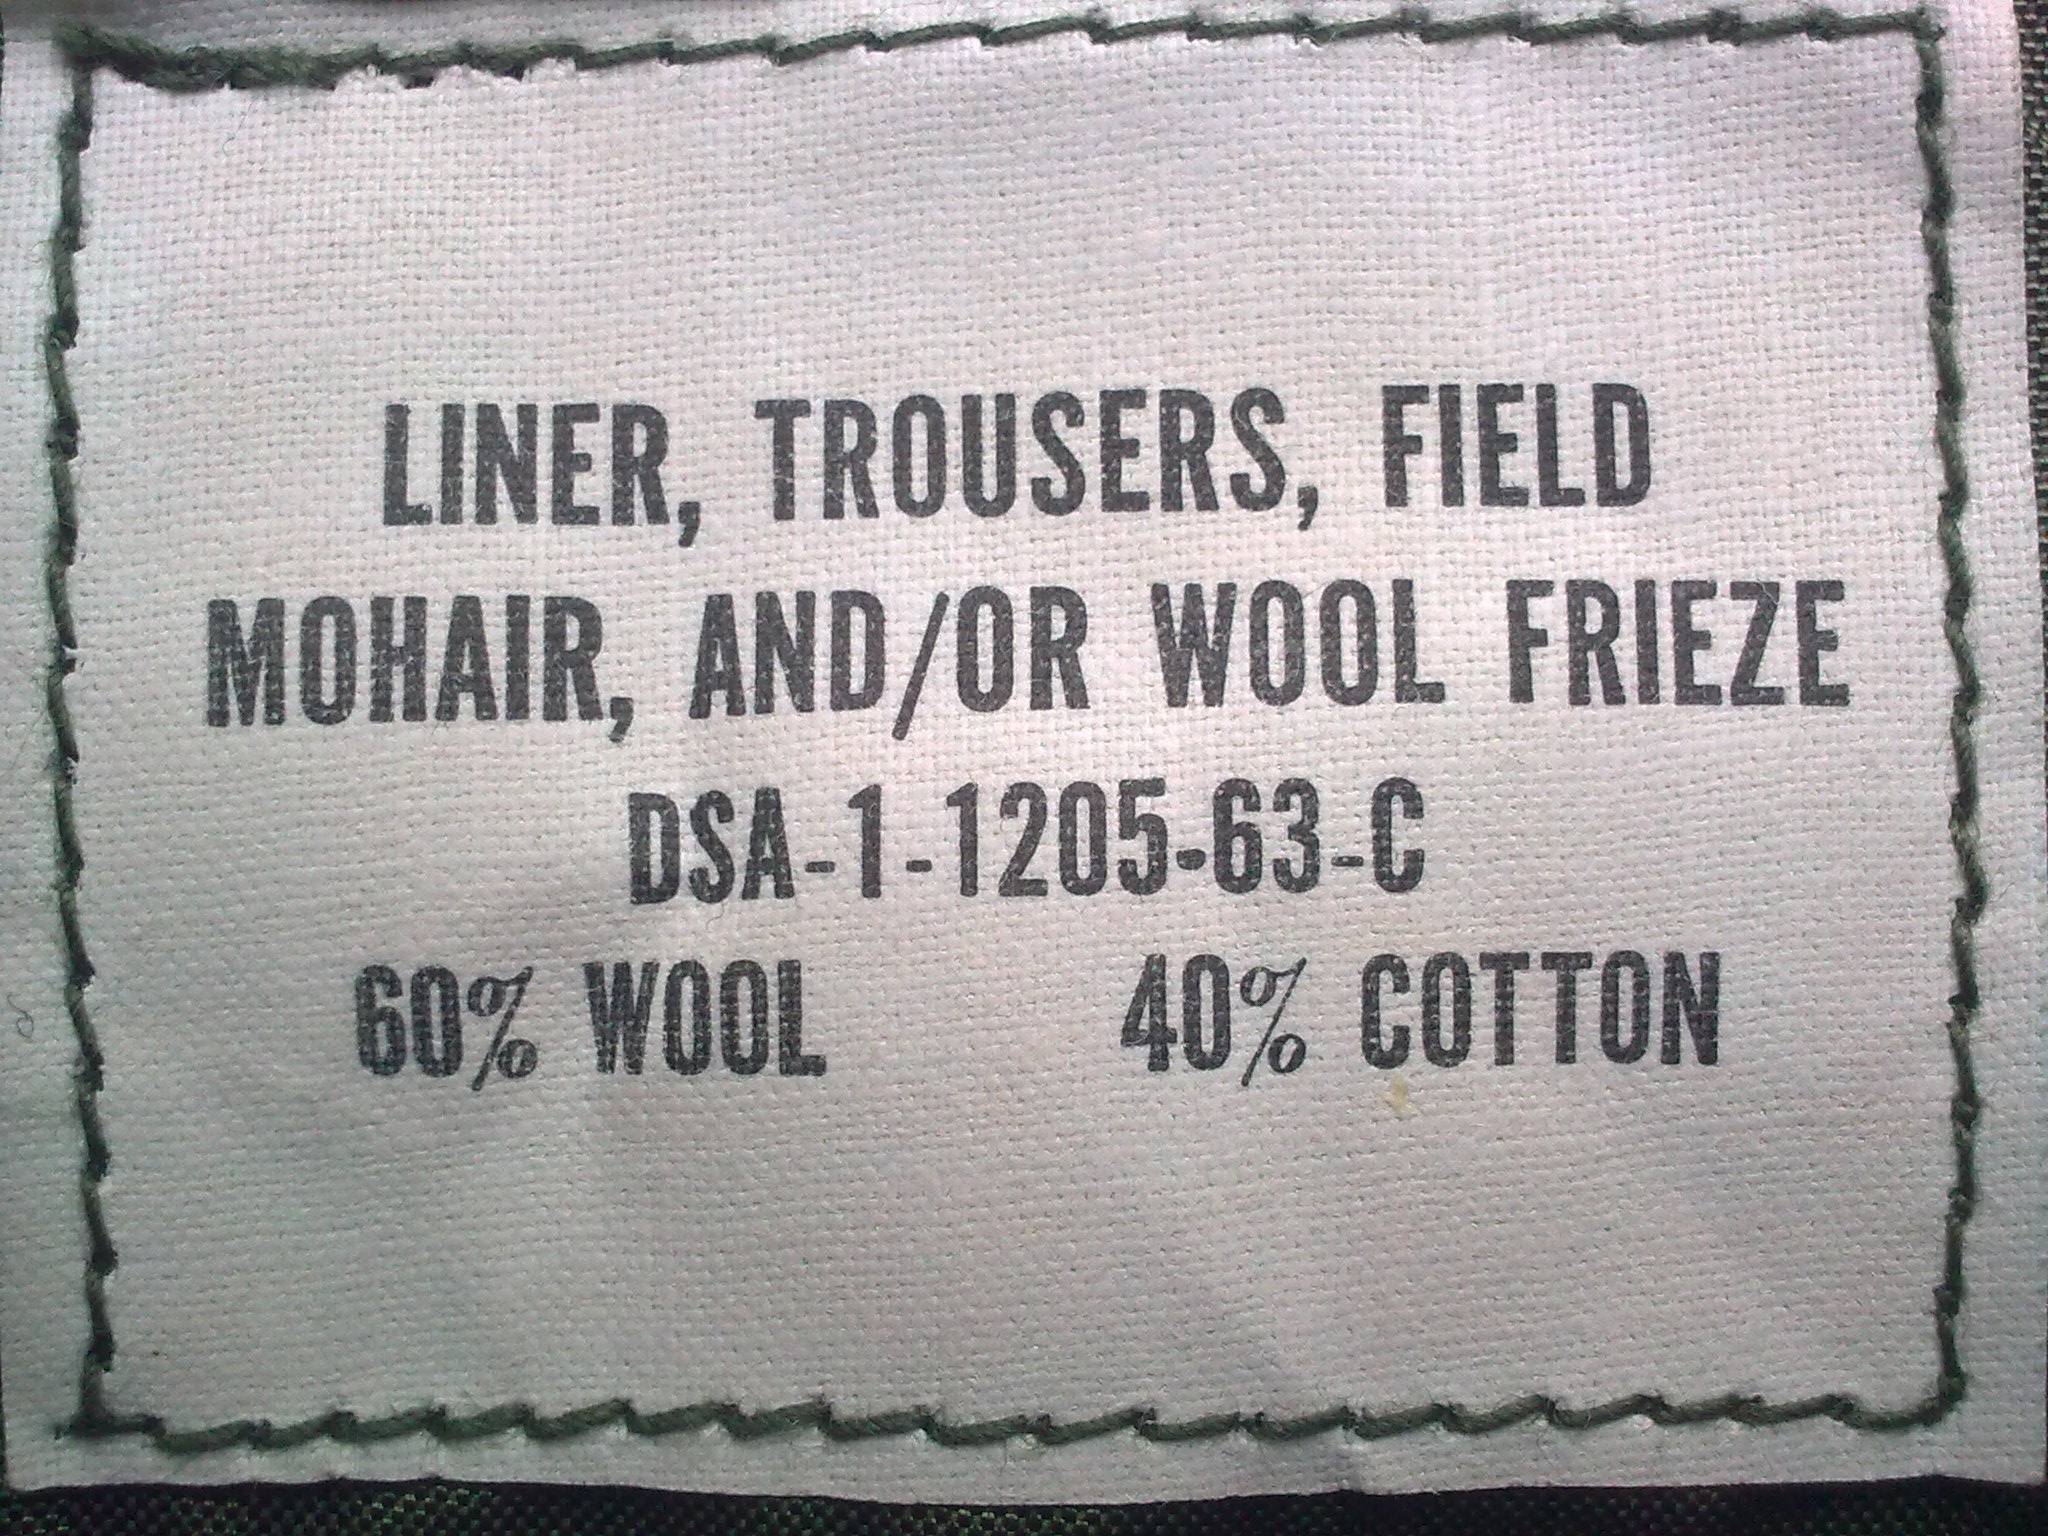 LINER, TROUSERS, FIELD
MOHAIR, AND/OR WOOL FRIEZE
DSA-1-1205-63-C
60% WOOL 40% COTTON